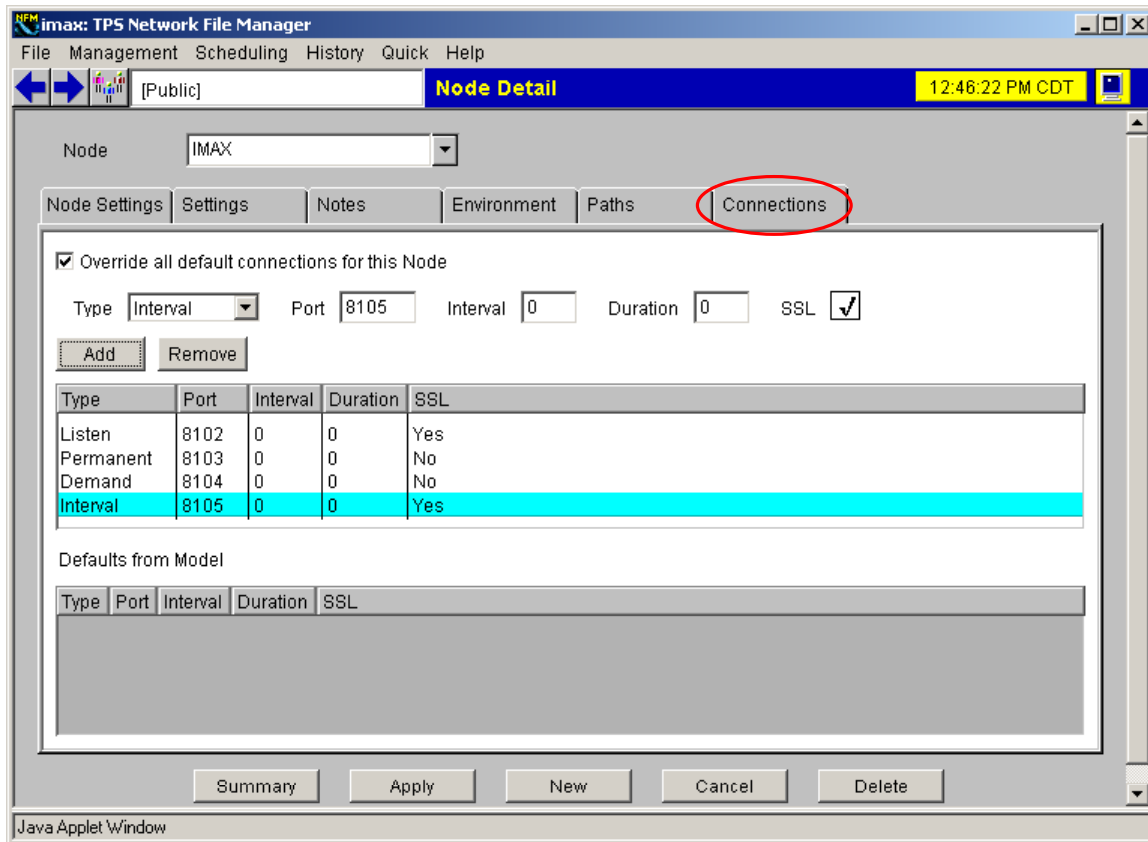 NFM imax: TPS Network File Manager
File Management Scheduling History Quick Help
[Public] Node Detail 12:46:22 PM CDT
Node IMAX
Node Settings Settings Notes Environment Paths Connections
Override all default connections for this Node
Type Interval Port 8105 Interval 0 Duration 0 SSL
Add Remove
Type Port Interval Duration SSL
Listen 8102 0 0 Yes
Permanent 8103 0 0 No
Demand 8104 0 0 No
Interval 8105 0 0 Yes
Defaults from Model
Type Port Interval Duration SSL
Summary Apply New Cancel Delete
Java Applet Window